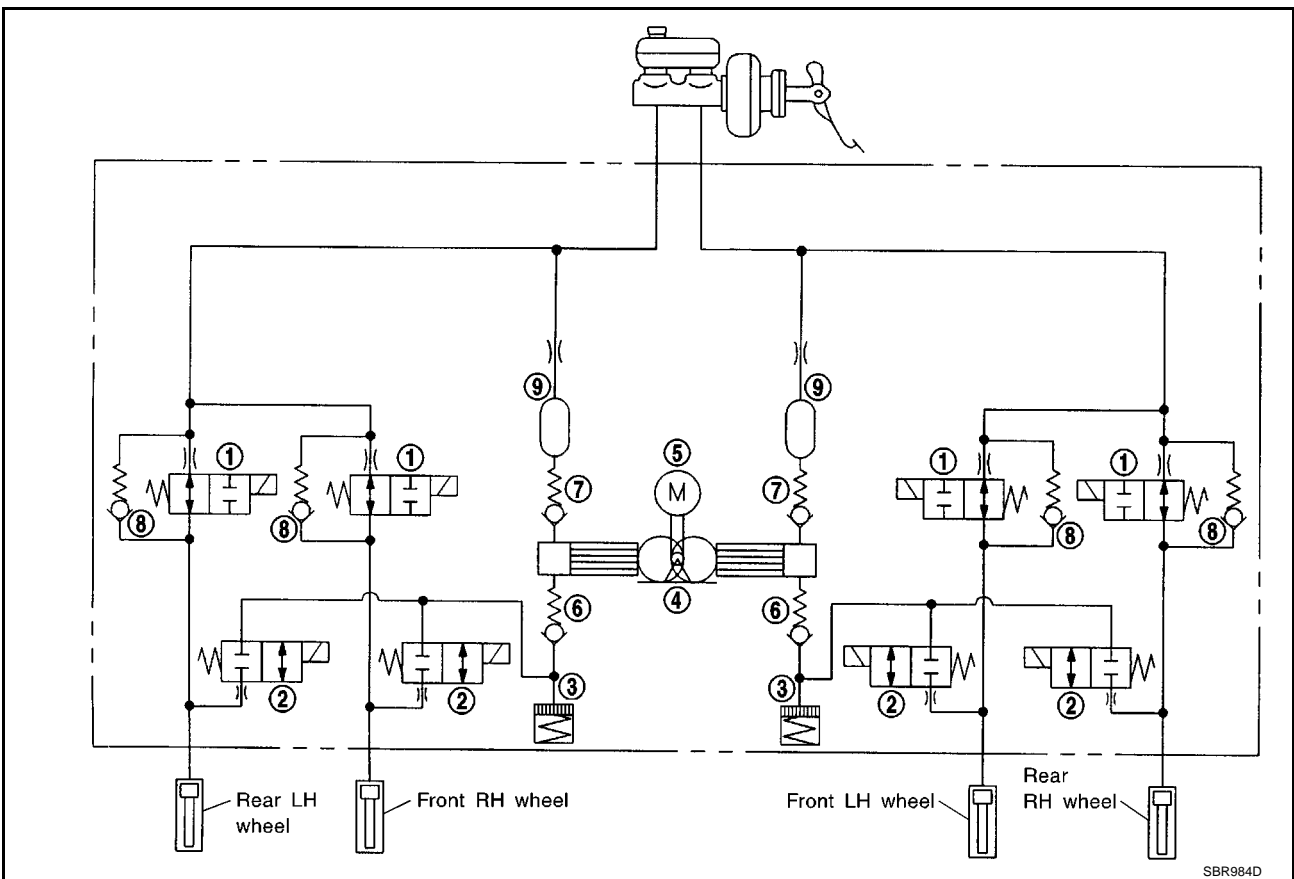 ⑨ ⑨
⑤
① ① M ① ①
⑦ ⑦
⑧ ⑧ ⑧ ⑧
④
⑥ ⑥
② ② ③ ③ ② ②
Rear LH
wheel
Front RH wheel
Front LH wheel
Rear
RH wheel
SBR984D